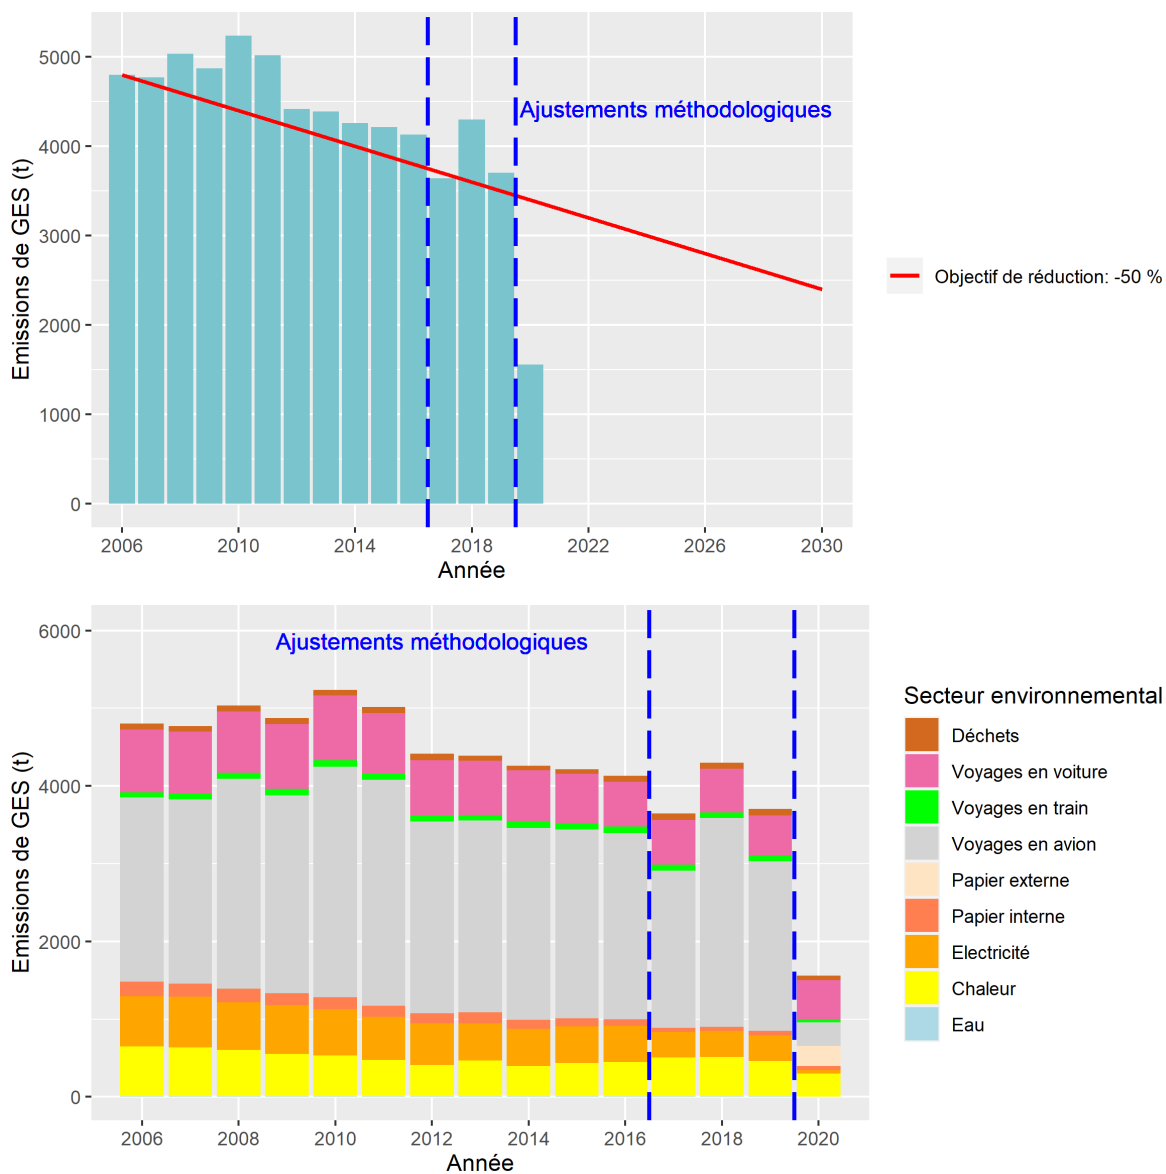 5000
4000
3000
2000
1000
0
Emissions de GES (t)
Ajustements méthodologiques
2006 2010 2014 2018 2022 2026 2030
Année
Objectif de réduction: -50 %
6000
4000
2000
0
Emissions de GES (t)
Ajustements méthodologiques
2006 2008 2010 2012 2014 2016 2018 2020
Année
Secteur environnemental
Déchets
Voyages en voiture
Voyages en train
Voyages en avion
Papier externe
Papier interne
Electricité
Chaleur
Eau